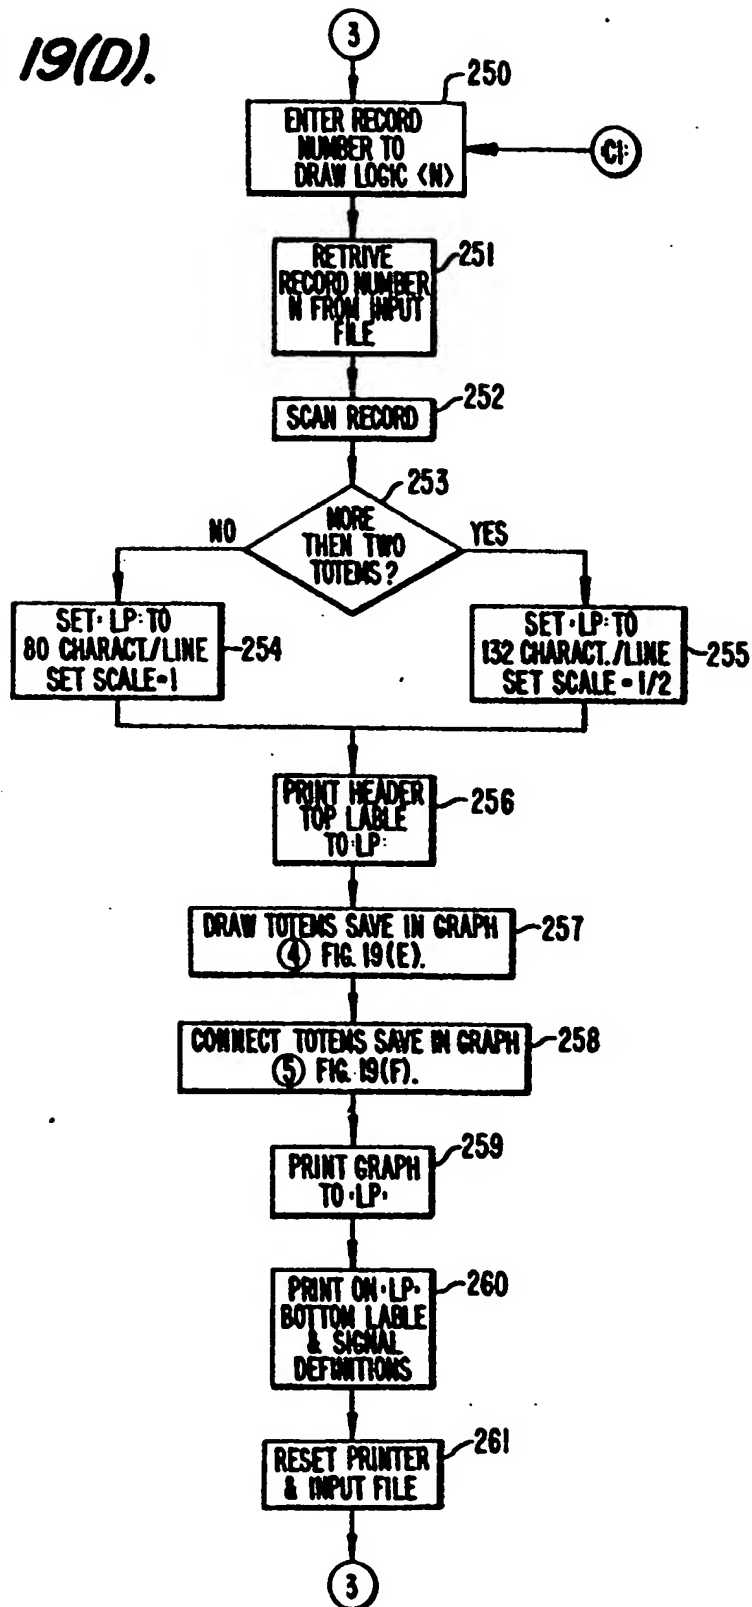 19(D).
3
250
ENTER RECORD
NUMBER TO
DRAW LOGIC <N>
C1:
251
RETRIVE
RECORD NUMBER
N FROM INPUT
FILE
252
SCAN RECORD
253
MORE
THEN TWO
TOTEMS?
NO
YES
SET :LP: TO
80 CHARACT./LINE
SET SCALE=1
254
SET :LP: TO
132 CHARACT./LINE
SET SCALE = 1/2
255
PRINT HEADER
TOP LABLE
TO :LP:
256
DRAW TOTEMS SAVE IN GRAPH
4 FIG. 19(E).
257
CONNECT TOTEMS SAVE IN GRAPH
5 FIG. 19(F).
258
259
PRINT GRAPH
TO :LP:
PRINT ON :LP:
BOTTOM LABLE
& SIGNAL
DEFINITIONS
260
261
RESET PRINTER
& INPUT FILE
3